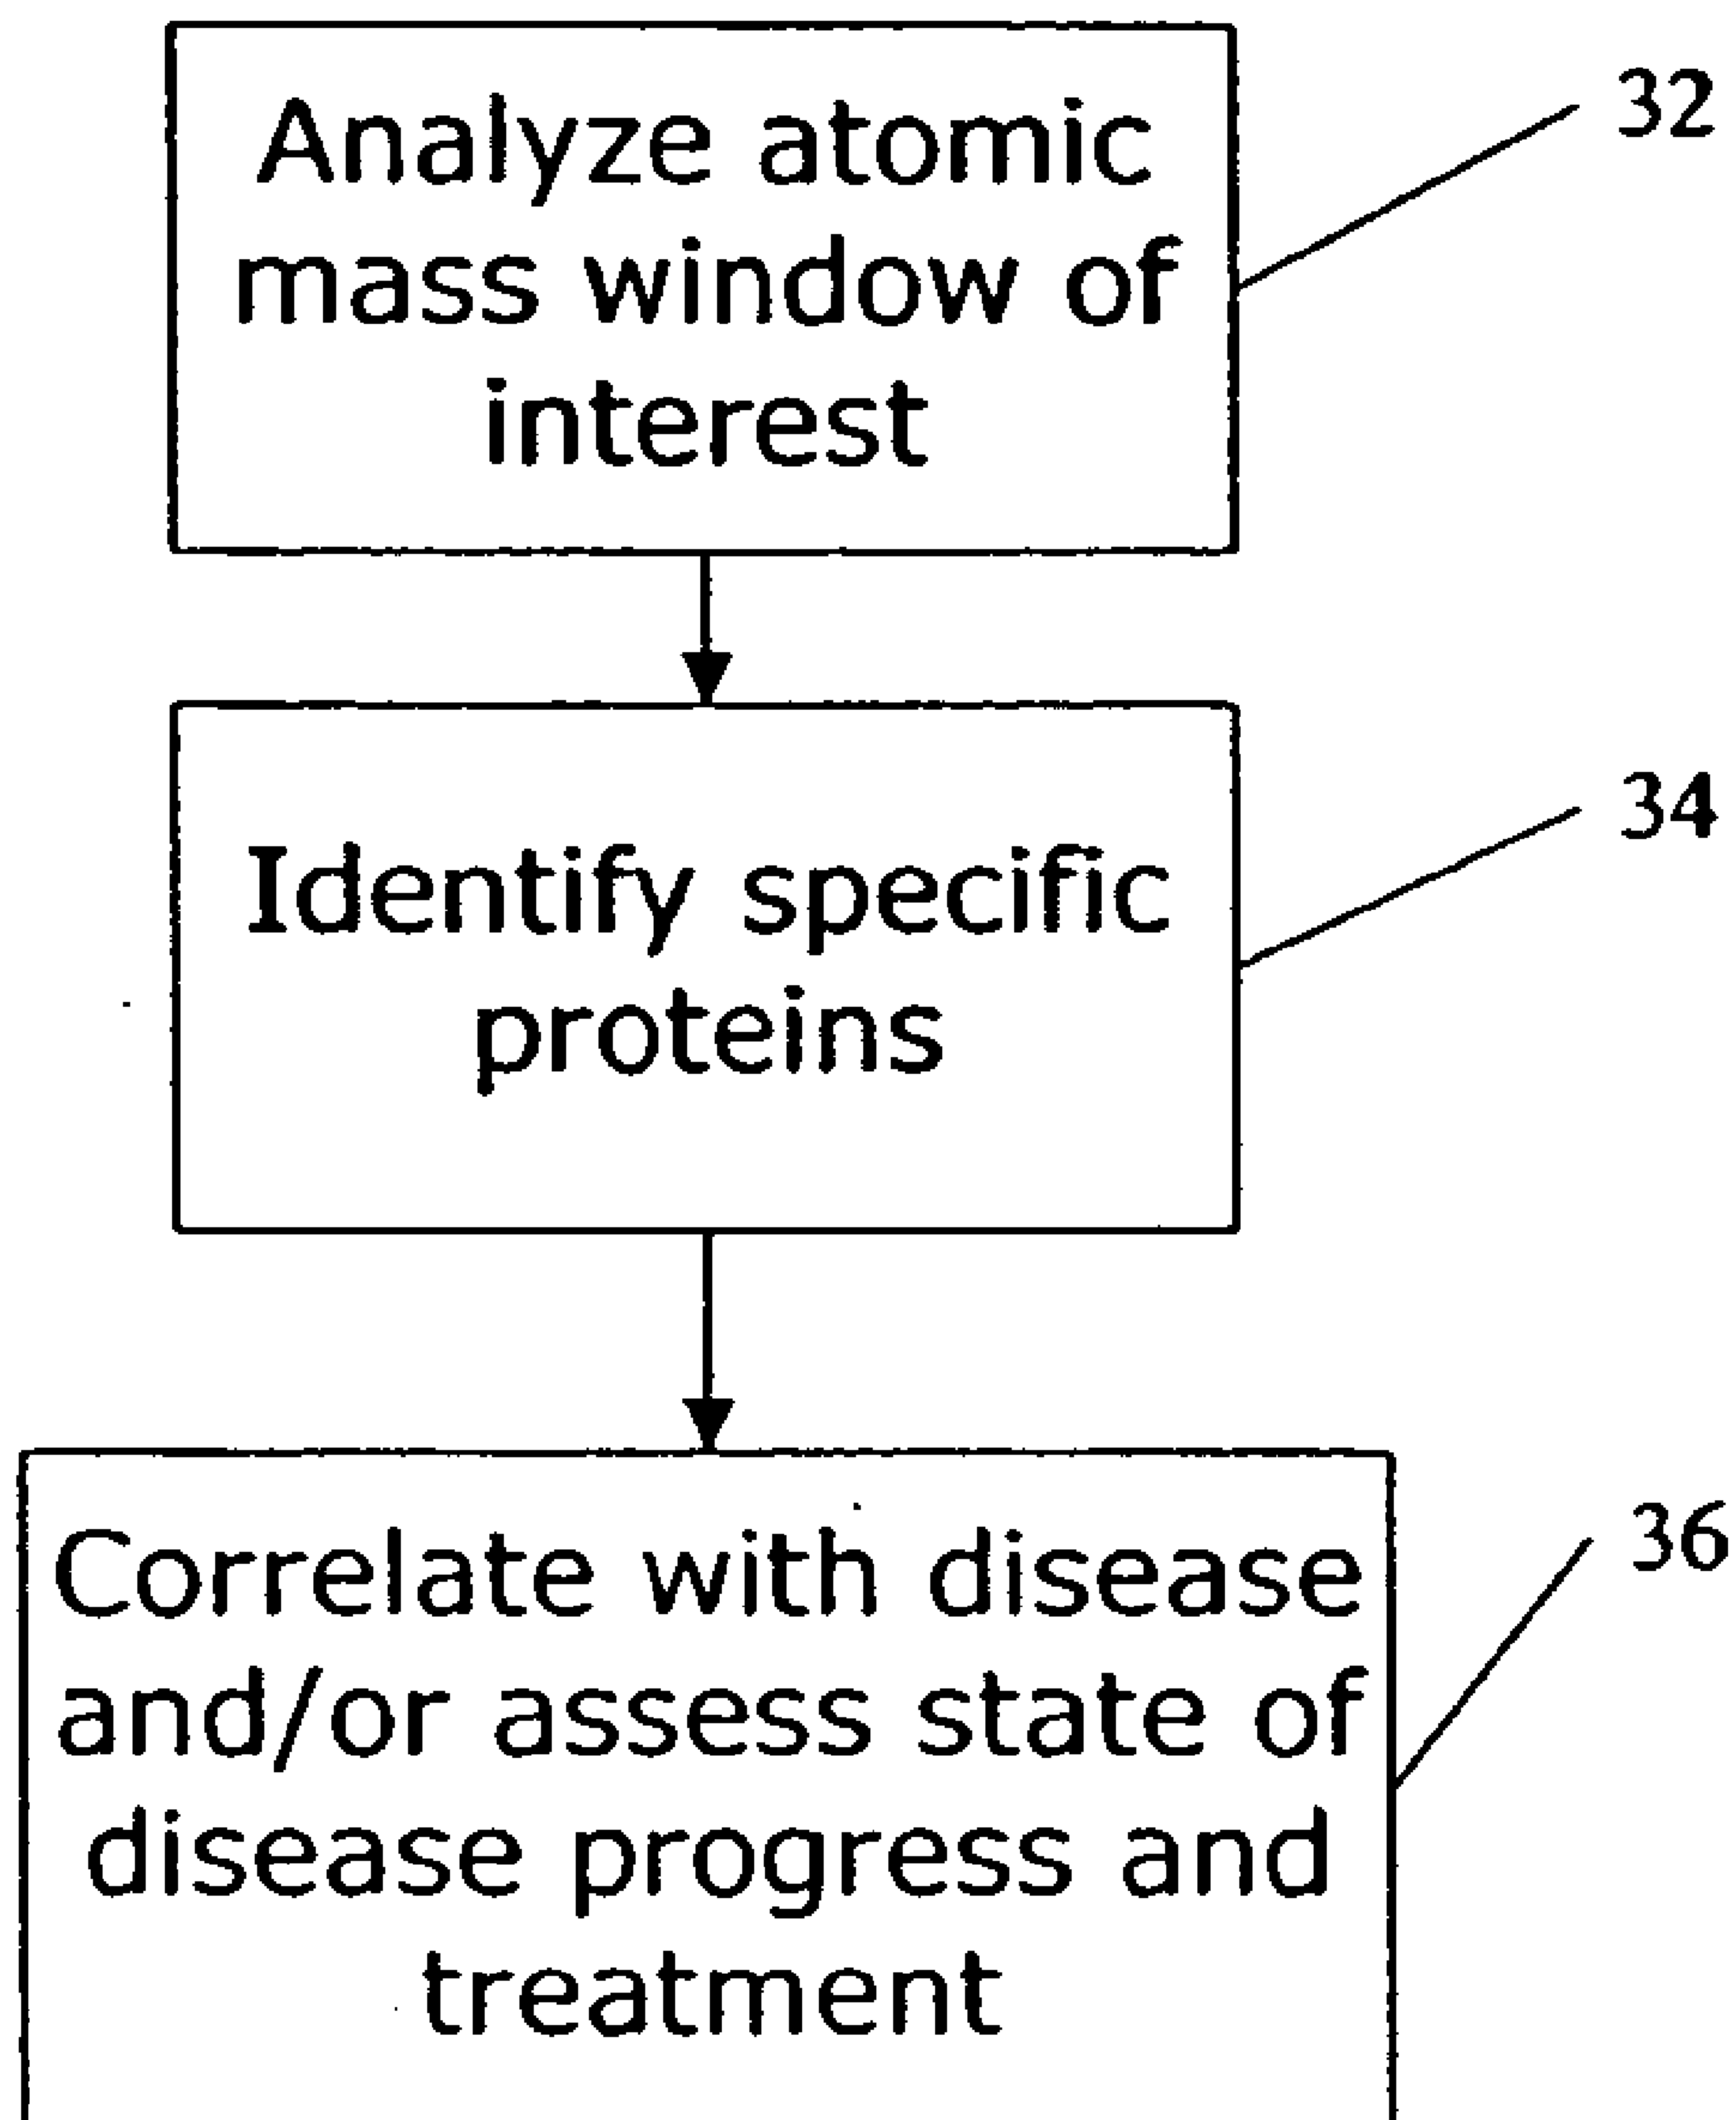 Analyze atomic
mass window of
interest
32
Identify specific
proteins
34
Correlate with disease
and/or assess state of
disease progress and
treatment
36